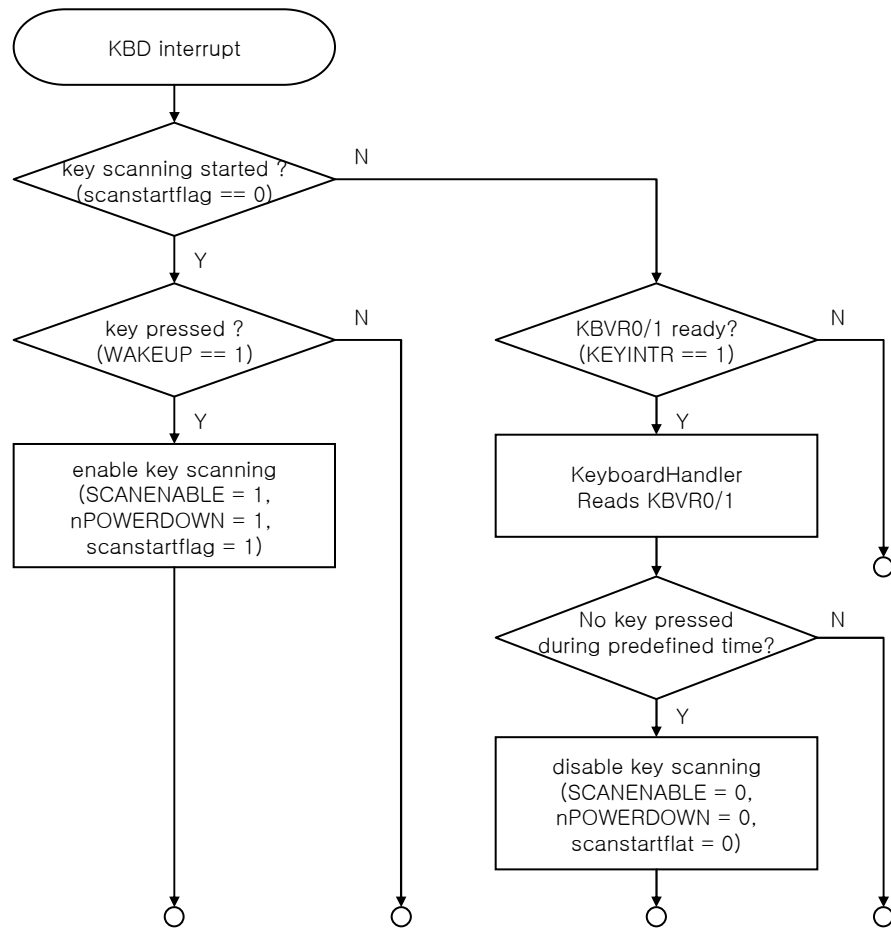 KBD interrupt
key scanning started ?
(scanstartflag == 0)
N
Y
key pressed ?
(WAKEUP == 1)
N
KBVR0/1 ready?
(KEYINTR == 1)
N
Y
Y
enable key scanning
(SCANENABLE = 1,
nPOWERDOWN = 1,
scanstartflag = 1)
KeyboardHandler
Reads KBVR0/1
No key pressed
during predefined time?
N
Y
disable key scanning
(SCANENABLE = 0,
nPOWERDOWN = 0,
scanstartflat = 0)